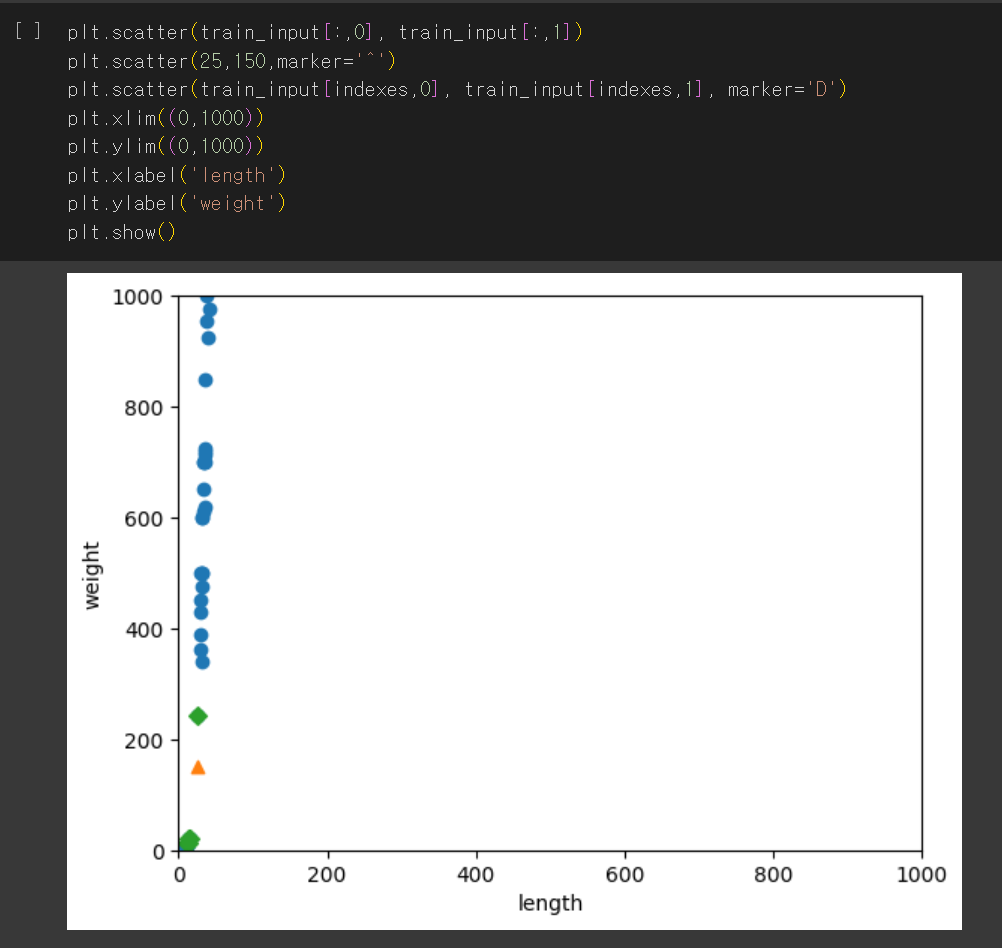 [ ] plt.scatter(train_input[:,0], train_input[:,1])
plt.scatter(25,150,marker='^')
plt.scatter(train_input[indexes,0], train_input[indexes,1], marker='D')
plt.xlim((0,1000))
plt.ylim((0,1000))
plt.xlabel('length')
plt.ylabel('weight')
plt.show()
1000
800
600
400
200
0
weight
0 200 400 600 800 1000
length